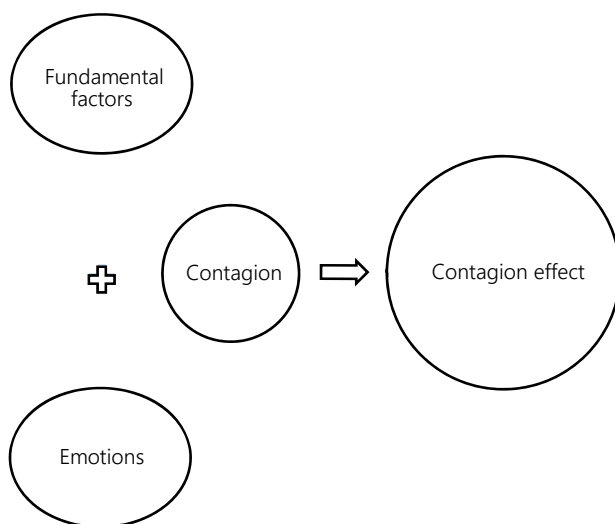 Fundamental
factors
Contagion
Contagion effect
Emotions